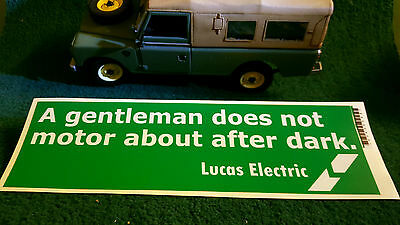 A gentleman does not
motor about after dark.
Lucas Electric